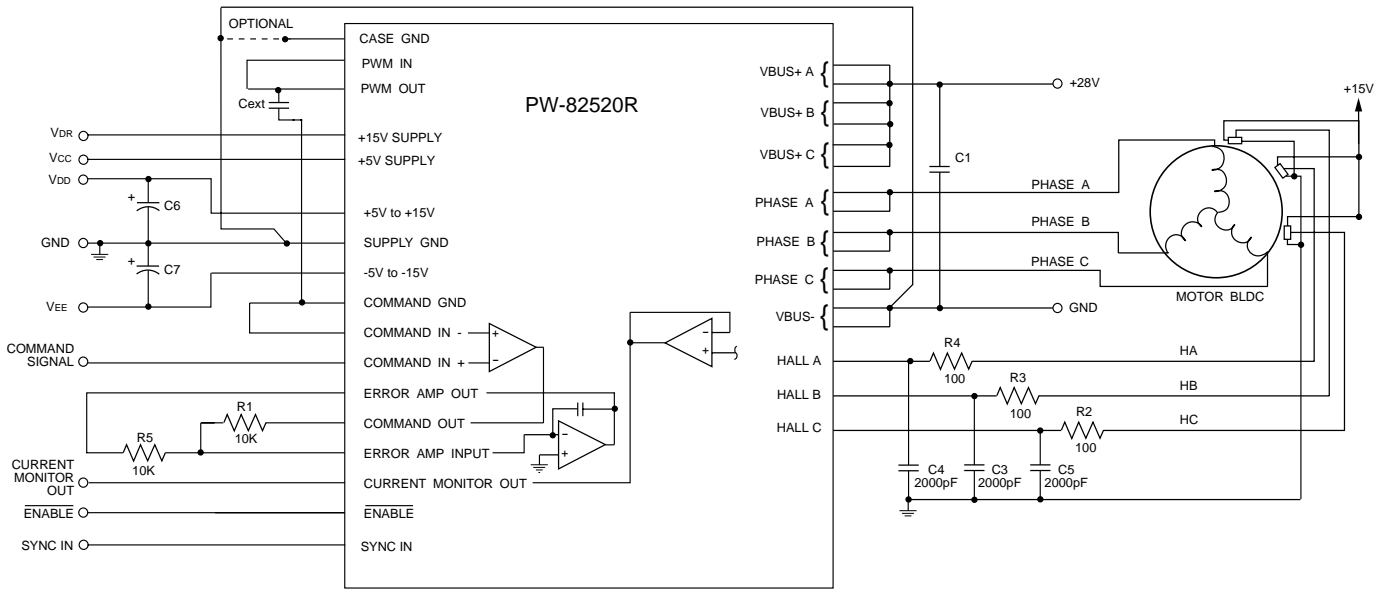 OPTIONAL
CASE GND
PWM IN
PWM OUT
Cext
PW-82520R
VDR
+15V SUPPLY
VCC
+5V SUPPLY
VDD
+ C6
+5V to +15V
GND
SUPPLY GND
+ C7
-5V to -15V
VEE
COMMAND GND
COMMAND IN -
COMMAND SIGNAL
COMMAND IN +
+
−
ERROR AMP OUT
R1
10K
COMMAND OUT
R5
10K
ERROR AMP INPUT
−
+
CURRENT MONITOR OUT
CURRENT MONITOR OUT
ENABLE
ENABLE
SYNC IN
SYNC IN
−
+
VBUS+ A {
+28V
VBUS+ B {
VBUS+ C {
C1
PHASE A {
PHASE A
PHASE B {
PHASE B
PHASE C {
PHASE C
VBUS- {
GND
+15V
MOTOR BLDC
HALL A
R4
100
HA
HALL B
R3
100
HB
HALL C
R2
100
HC
C4
2000pF
C3
2000pF
C5
2000pF